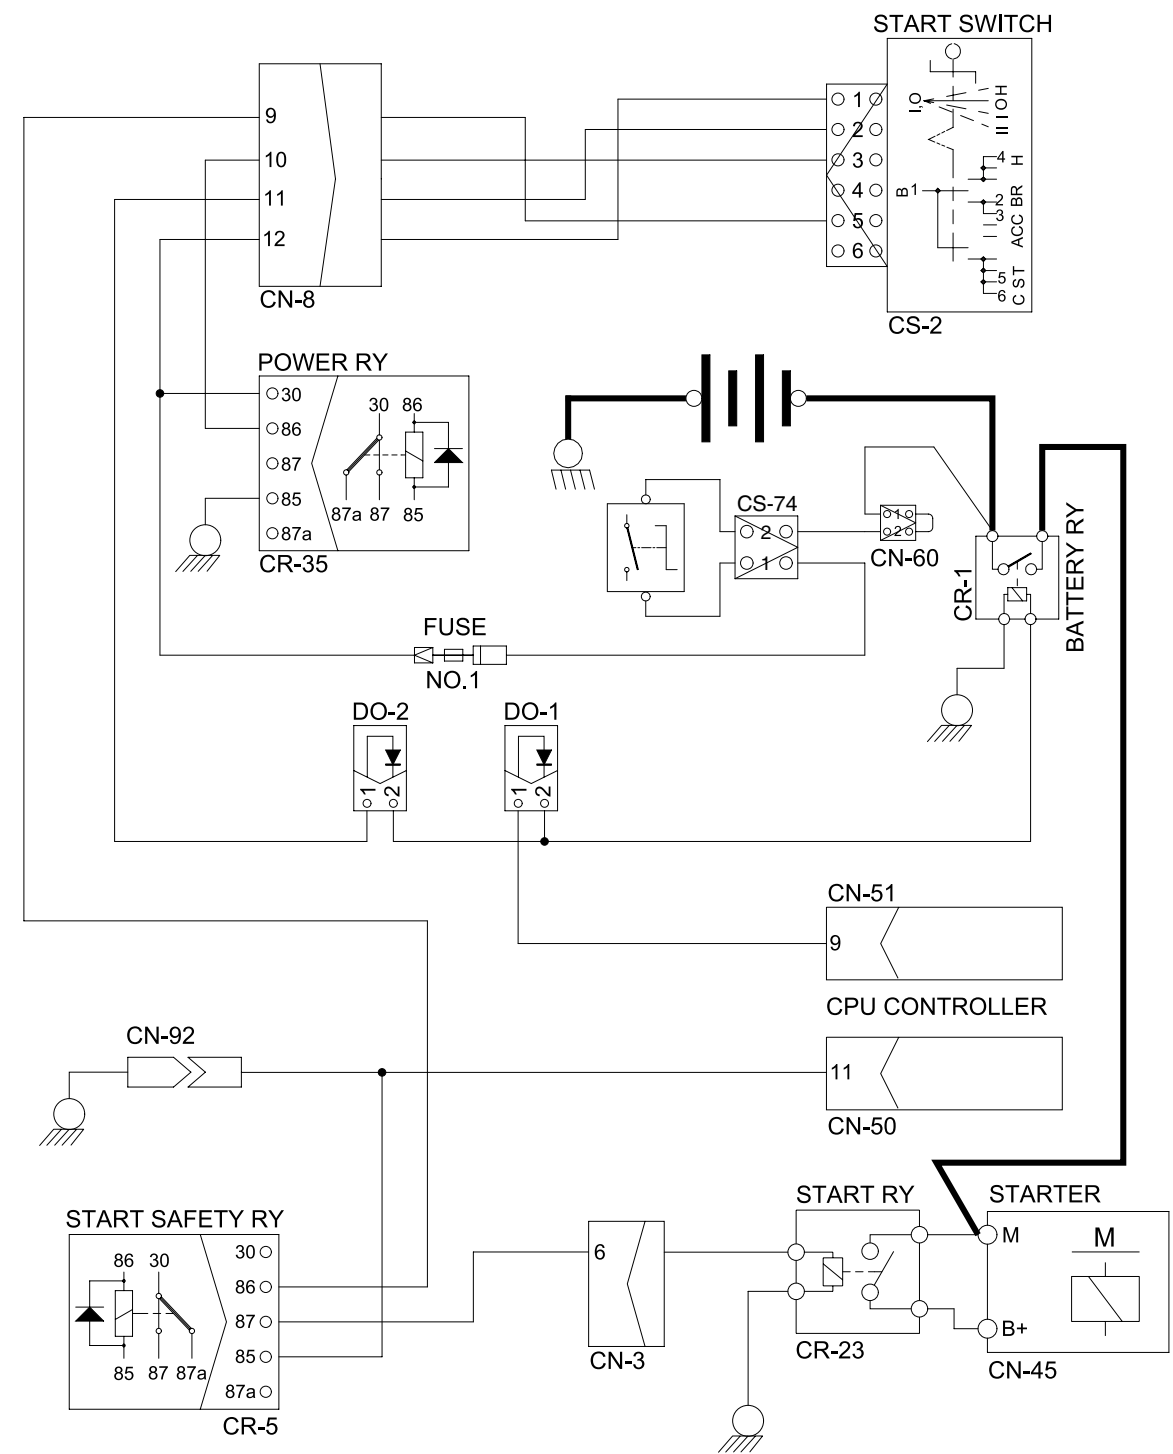 START SWITCH
1
2
3
4
5
6
I,O
H
O
I
II
B 1
4 H
2 BR
3 ACC
5 ST
6 C
CS-2
9
10
11
12
CN-8
POWER RY
30
86
87
85
87a
30 86
87a 87 85
CR-35
CS-74
2
1
1
2
CN-60
CR-1
BATTERY RY
FUSE
NO.1
DO-2
1 2
DO-1
1 2
CN-51
9
CPU CONTROLLER
11
CN-50
CN-92
START SAFETY RY
86 30
85 87 87a
30
86
87
85
87a
CR-5
6
CN-3
START RY
CR-23
STARTER
M
M
B+
CN-45